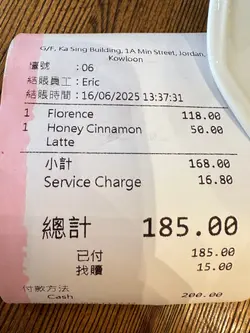 G/F, Ka Sing Building, 1A Min Street, Jordan,
Kowloon
檯號 :06
結賬員工:Eric
結賬時間:16/06/2025 13:37:31
1 Florence 118.00
1 Honey Cinnamon 50.00
Latte
小計 168.00
Service Charge 16.80
總計 185.00
已付 185.00
找贖 15.00
付款方法
Cash 200.00